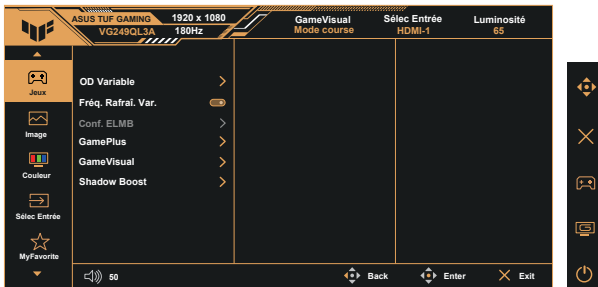 ASUS TUF GAMING 1920 x 1080
VG249QL3A 180Hz
GameVisual
Mode course
Sélec Entrée
HDMI-1
Luminosité
65
Jeux
Image
Couleur
Sélec Entrée
MyFavorite
OD Variable
Fréq. Rafraî. Var.
Conf. ELMB
GamePlus
GameVisual
Shadow Boost
50
Back
Enter
Exit